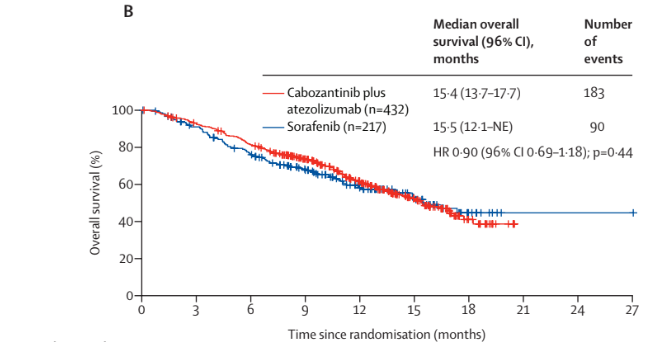 B
Median overall survival (96% CI), months
Number of events
Cabozantinib plus atezolizumab (n=432) 15·4 (13·7–17·7) 183
Sorafenib (n=217) 15·5 (12·1–NE) 90
HR 0·90 (96% CI 0·69–1·18); p=0·44
Overall survival (%)
100
80
60
40
20
0
0 3 6 9 12 15 18 21 24 27
Time since randomisation (months)